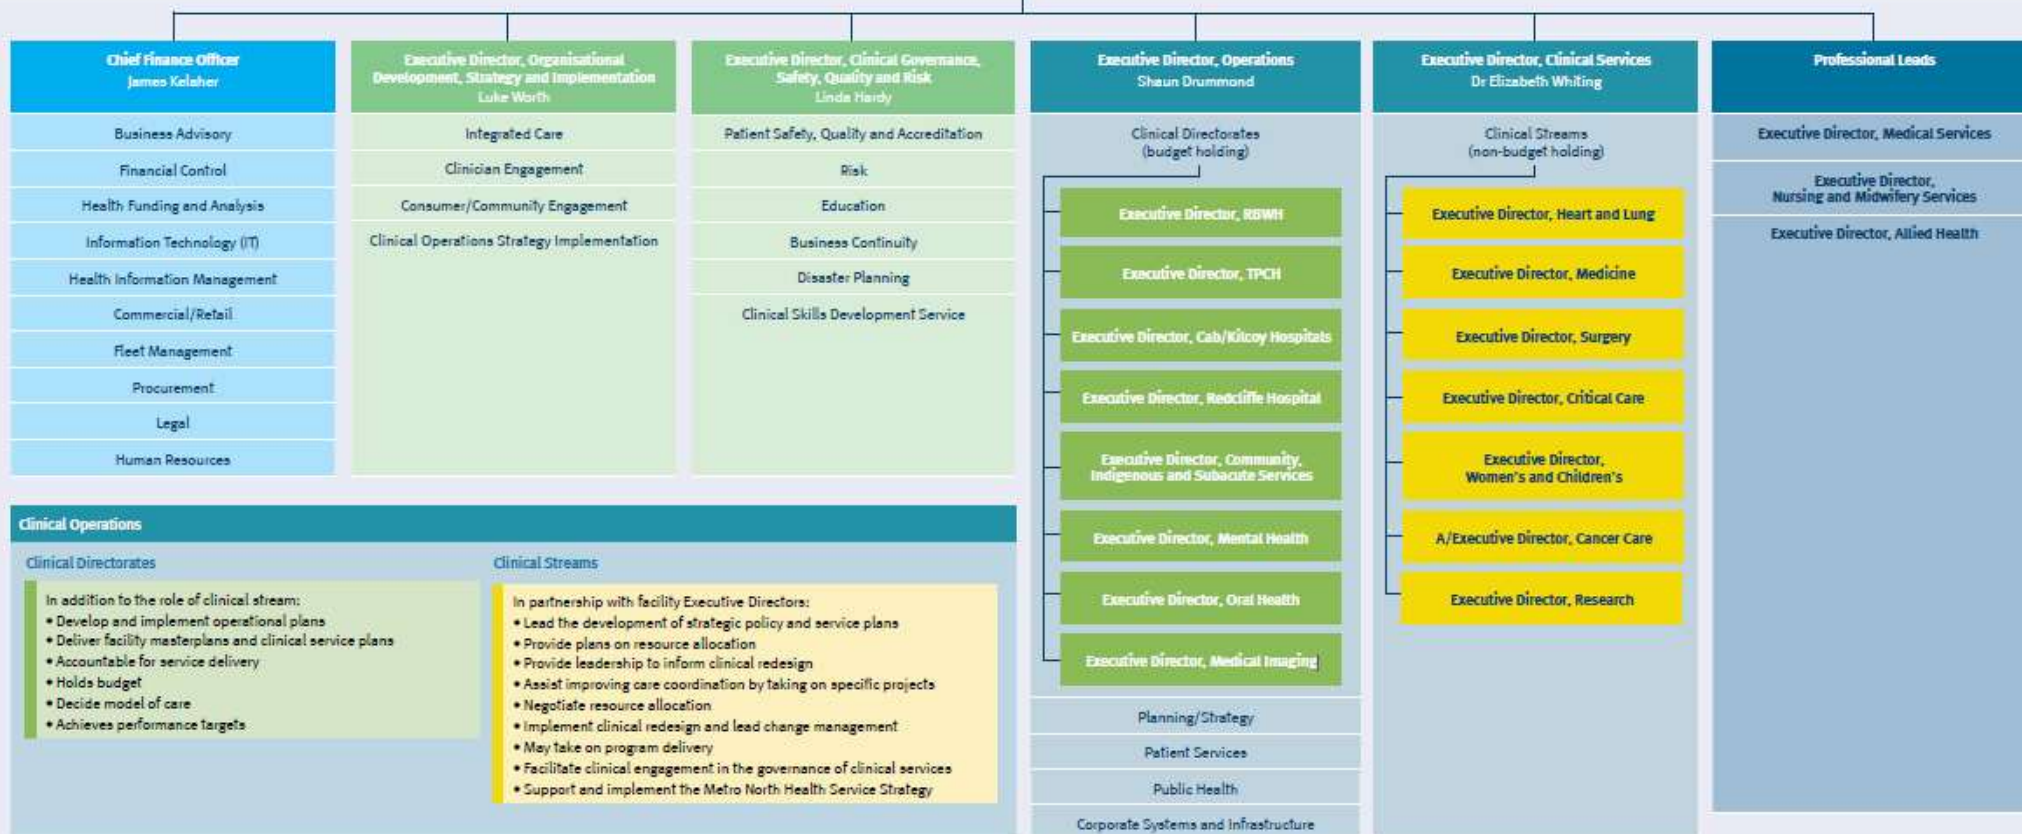 Chief Finance Officer
James Kelaher
Business Advisory
Financial Control
Health Funding and Analysis
Information Technology (IT)
Health Information Management
Commercial/Retail
Fleet Management
Procurement
Legal
Human Resources
Executive Director, Organisational
Development, Strategy and Implementation
Luke Worth
Integrated Care
Clinician Engagement
Consumer/Community Engagement
Clinical Operations Strategy Implementation
Executive Director, Clinical Governance,
Safety, Quality and Risk
Linda Hardy
Patient Safety, Quality and Accreditation
Risk
Education
Business Continuity
Disaster Planning
Clinical Skills Development Service
Executive Director, Operations
Shaun Drummond
Clinical Directorates
(budget holding)
Executive Director, RBWH
Executive Director, TPCH
Executive Director, Cab/Kilcoy Hospitals
Executive Director, Redcliffe Hospital
Executive Director, Community,
Indigenous and Subacute Services
Executive Director, Mental Health
Executive Director, Oral Health
Executive Director, Medical Imaging
Planning/Strategy
Patient Services
Public Health
Corporate Systems and Infrastructure
Executive Director, Clinical Services
Dr Elizabeth Whiting
Clinical Streams
(non-budget holding)
Executive Director, Heart and Lung
Executive Director, Medicine
Executive Director, Surgery
Executive Director, Critical Care
Executive Director,
Women's and Children's
A/Executive Director, Cancer Care
Executive Director, Research
Professional Leads
Executive Director, Medical Services
Executive Director,
Nursing and Midwifery Services
Executive Director, Allied Health
Clinical Operations
Clinical Directorates
In addition to the role of clinical stream:
• Develop and implement operational plans
• Deliver facility masterplans and clinical service plans
• Accountable for service delivery
• Holds budget
• Decide model of care
• Achieves performance targets
Clinical Streams
In partnership with facility Executive Directors:
• Lead the development of strategic policy and service plans
• Provide plans on resource allocation
• Provide leadership to inform clinical redesign
• Assist improving care coordination by taking on specific projects
• Negotiate resource allocation
• Implement clinical redesign and lead change management
• May take on program delivery
• Facilitate clinical engagement in the governance of clinical services
• Support and implement the Metro North Health Service Strategy